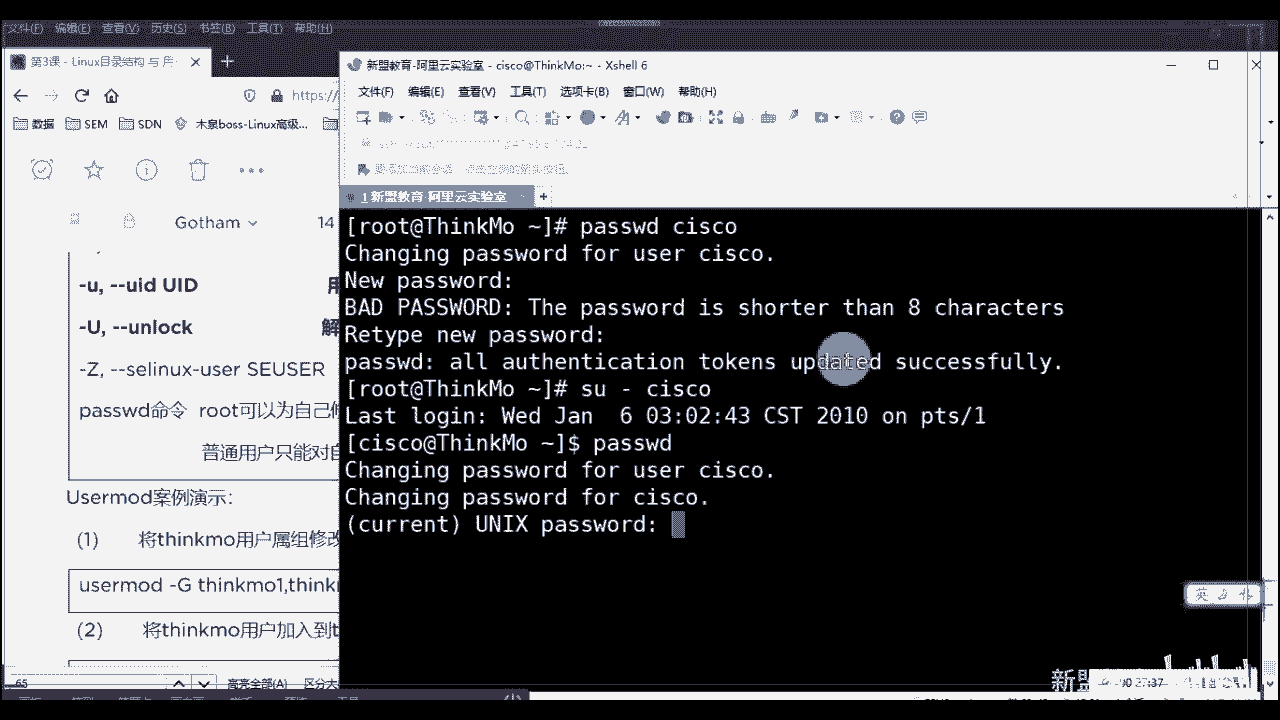 文件(F) 编辑(E) 查看(V) 历史(S) 书签(B) 工具(T) 帮助(H)
第3课 - Linux目录结构 与 用
https://
数据 SEM SDN 木泉boss-Linux高级...
Gotham 14
-u, --uid UID
-U, --unlock
-Z, --selinux-user SEUSER
passwd命令 root可以为自己
普通用户只能对自
Usermod案例演示:
(1) 将thinkmo用户属组修改
usermod -G thinkmo1,think
(2) 将thinkmo用户加入到
65
高亮全部(A) 区分大
新盟教育-阿里云实验室 - cisco@ThinkMo:~ - Xshell 6
文件(F) 编辑(E) 查看(V) 工具(T) 选项卡(B) 窗口(W) 帮助(H)
1 新盟教育-阿里云实验室
[root@ThinkMo ~]# passwd cisco
Changing password for user cisco.
New password:
BAD PASSWORD: The password is shorter than 8 characters
Retype new password:
passwd: all authentication tokens updated successfully.
[root@ThinkMo ~]# su - cisco
Last login: Wed Jan  6 03:02:43 CST 2010 on pts/1
[cisco@ThinkMo ~]$ passwd
Changing password for user cisco.
Changing password for cisco.
(current) UNIX password:
英
新盟